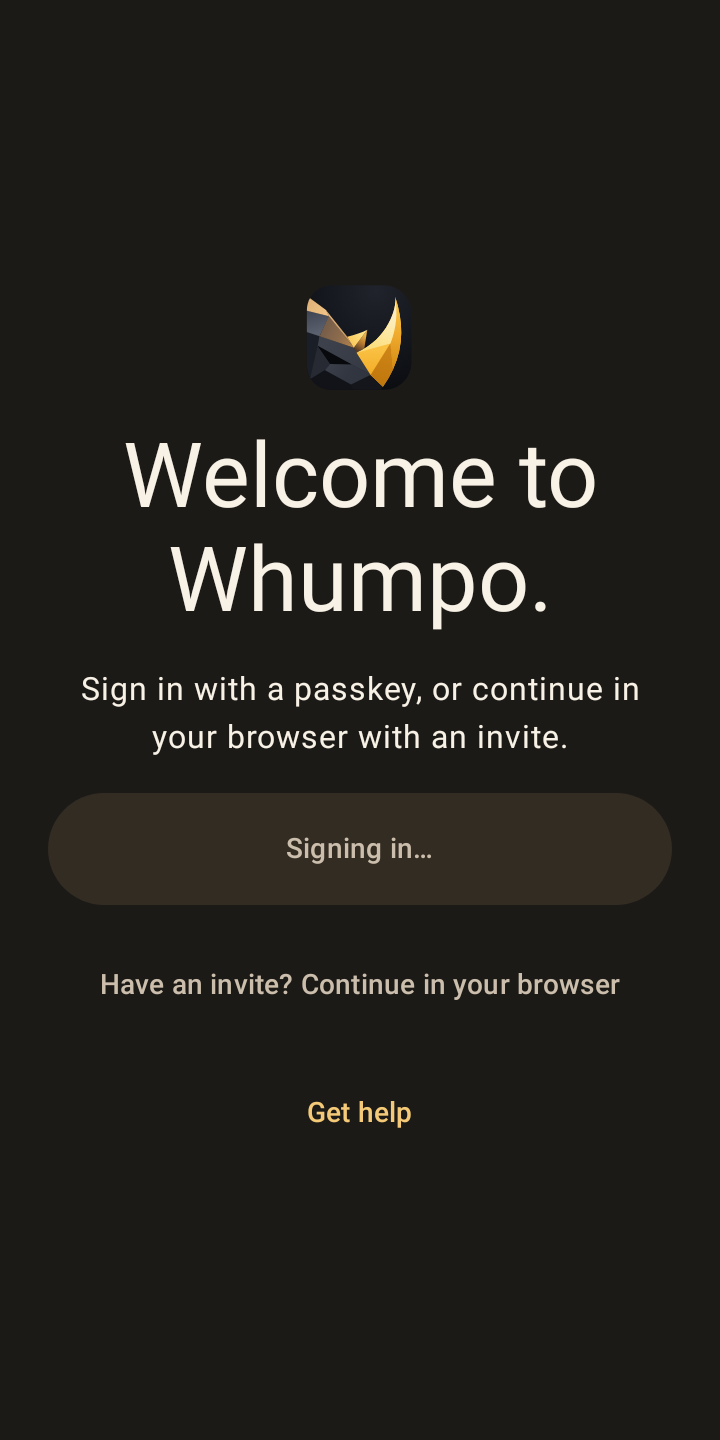 Welcome to
Whumpo.
Sign in with a passkey, or continue in
your browser with an invite.
Signing in…
Have an invite? Continue in your browser
Get help